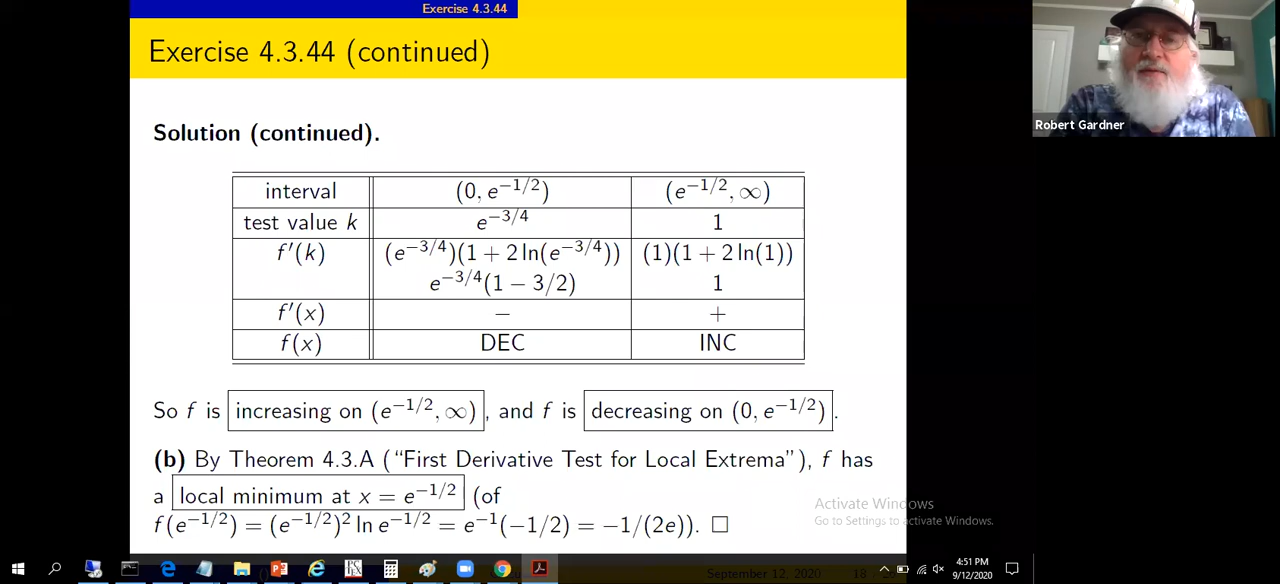 Exercise 4.3.44
Exercise 4.3.44 (continued)
Robert Gardner
Solution (continued).
interval (0, e^{−1/2}) (e^{−1/2}, ∞)
test value k e^{−3/4} 1
f′(k) (e^{−3/4})(1 + 2 ln(e^{−3/4})) (1)(1 + 2 ln(1))
e^{−3/4}(1 − 3/2) 1
f′(x) − +
f(x) DEC INC
So f is increasing on (e^{−1/2}, ∞), and f is decreasing on (0, e^{−1/2}).
(b) By Theorem 4.3.A (“First Derivative Test for Local Extrema”), f has
a local minimum at x = e^{−1/2} (of
f(e^{−1/2}) = (e^{−1/2})² ln e^{−1/2} = e^{−1}(−1/2) = −1/(2e)). □
Activate Windows
Go to Settings to activate Windows.
4:51 PM
September 12, 2020 18
9/12/2020